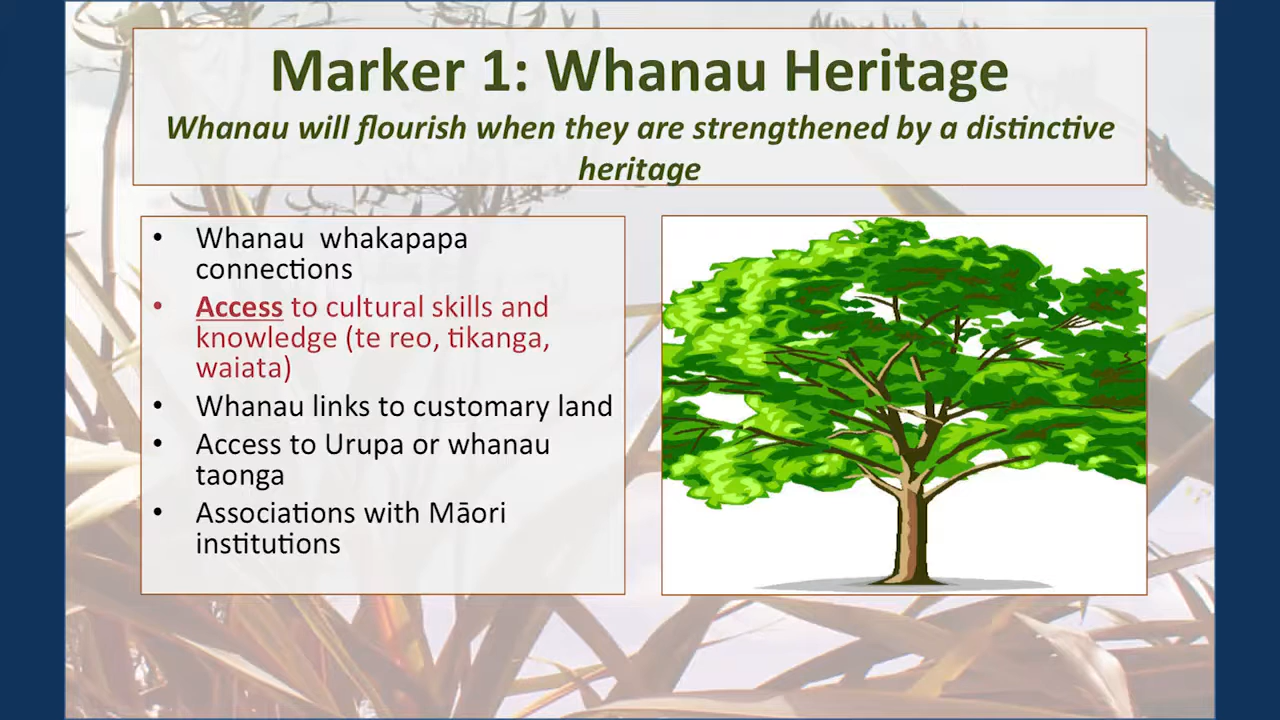 Marker 1: Whanau Heritage
Whanau will flourish when they are strengthened by a distinctive
heritage
• Whanau whakapapa
connections
• Access to cultural skills and
knowledge (te reo, tikanga,
waiata)
• Whanau links to customary land
• Access to Urupa or whanau
taonga
• Associations with Māori
institutions